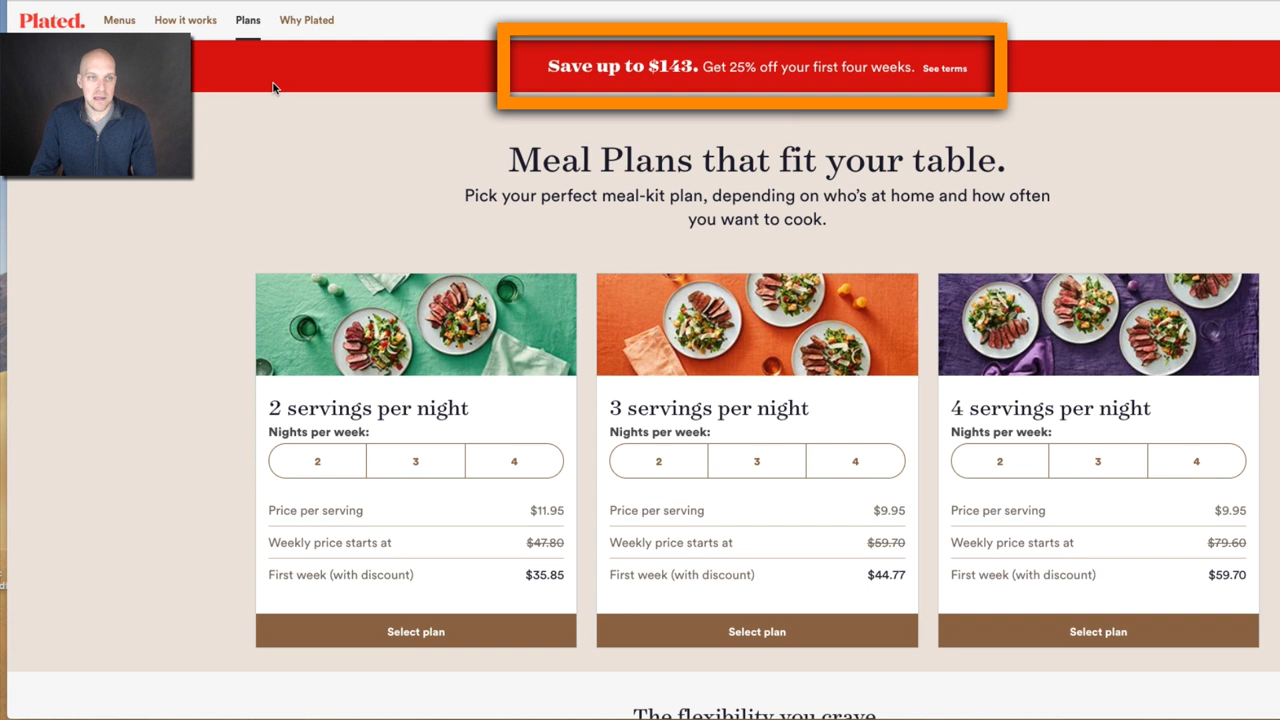 Plated. Menus How it works Plans Why Plated
Save up to $143. Get 25% off your first four weeks. See terms
Meal Plans that fit your table.
Pick your perfect meal-kit plan, depending on who's at home and how often
you want to cook.
2 servings per night
Nights per week:
2 3 4
Price per serving $11.95
Weekly price starts at $47.80
First week (with discount) $35.85
Select plan
3 servings per night
Nights per week:
2 3 4
Price per serving $9.95
Weekly price starts at $59.70
First week (with discount) $44.77
Select plan
4 servings per night
Nights per week:
2 3 4
Price per serving $9.95
Weekly price starts at $79.60
First week (with discount) $59.70
Select plan
The flexibility you crave